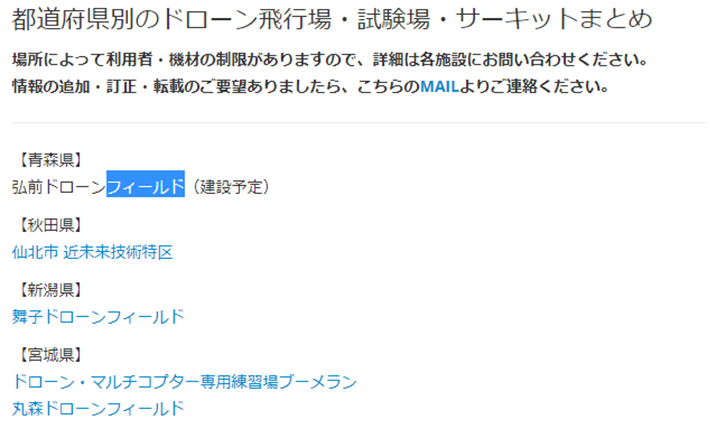 都道府県別のドローン飛行場・試験場・サーキットまとめ
場所によって利用者・機材の制限がありますので、詳細は各施設にお問い合わせください。
情報の追加・訂正・転載のご要望ありましたら、こちらのMAILよりご連絡ください。
【青森県】
弘前ドローンフィールド（建設予定）
【秋田県】
仙北市 近未来技術特区
【新潟県】
舞子ドローンフィールド
【宮城県】
ドローン・マルチコプター専用練習場ブーメラン
丸森ドローンフィールド